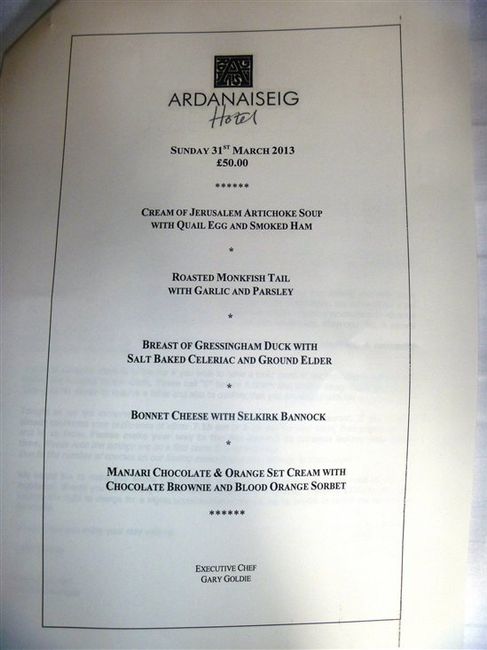 ARDANAISEIG
Hotel
SUNDAY 31ST MARCH 2013
£50.00
******
CREAM OF JERUSALEM ARTICHOKE SOUP
WITH QUAIL EGG AND SMOKED HAM
*
ROASTED MONKFISH TAIL
WITH GARLIC AND PARSLEY
*
BREAST OF GRESSINGHAM DUCK WITH
SALT BAKED CELERIAC AND GROUND ELDER
*
BONNET CHEESE WITH SELKIRK BANNOCK
*
MANJARI CHOCOLATE & ORANGE SET CREAM WITH
CHOCOLATE BROWNIE AND BLOOD ORANGE SORBET
******
EXECUTIVE CHEF
GARY GOLDIE